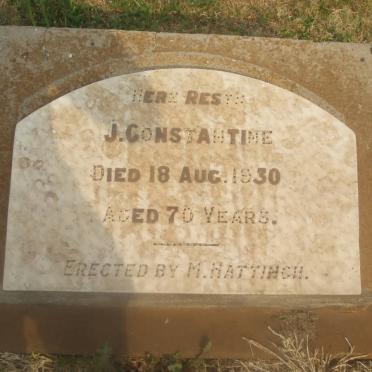 HERE RESTS
J. CONSTANTINE
DIED 18 AUG. 1930
AGED 70 YEARS.
ERECTED BY M. HATTINGH.